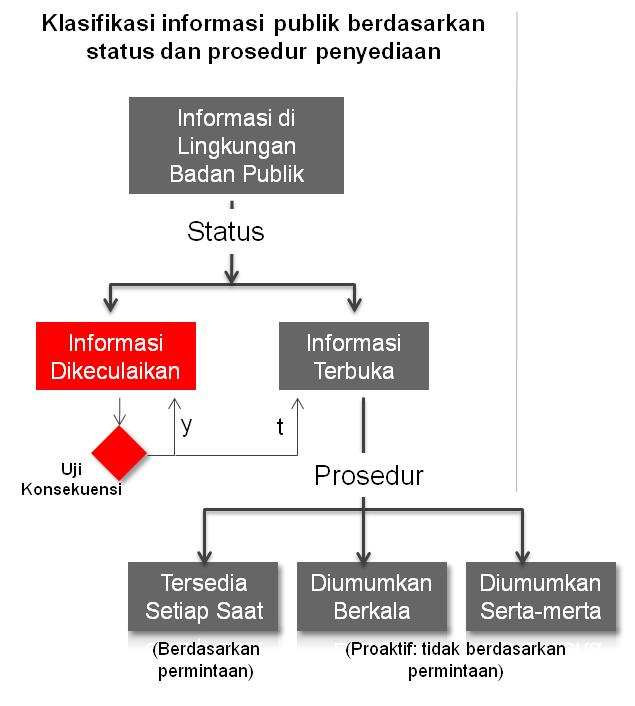 Klasifikasi informasi publik berdasarkan
status dan prosedur penyediaan
Informasi di
Lingkungan
Badan Publik
Status
Informasi
Dikeculaikan
Informasi
Terbuka
y
t
Uji
Konsekuensi
Prosedur
Tersedia
Setiap Saat
Diumumkan
Berkala
Diumumkan
Serta-merta
(Berdasarkan
permintaan)
(Proaktif: tidak berdasarkan
permintaan)